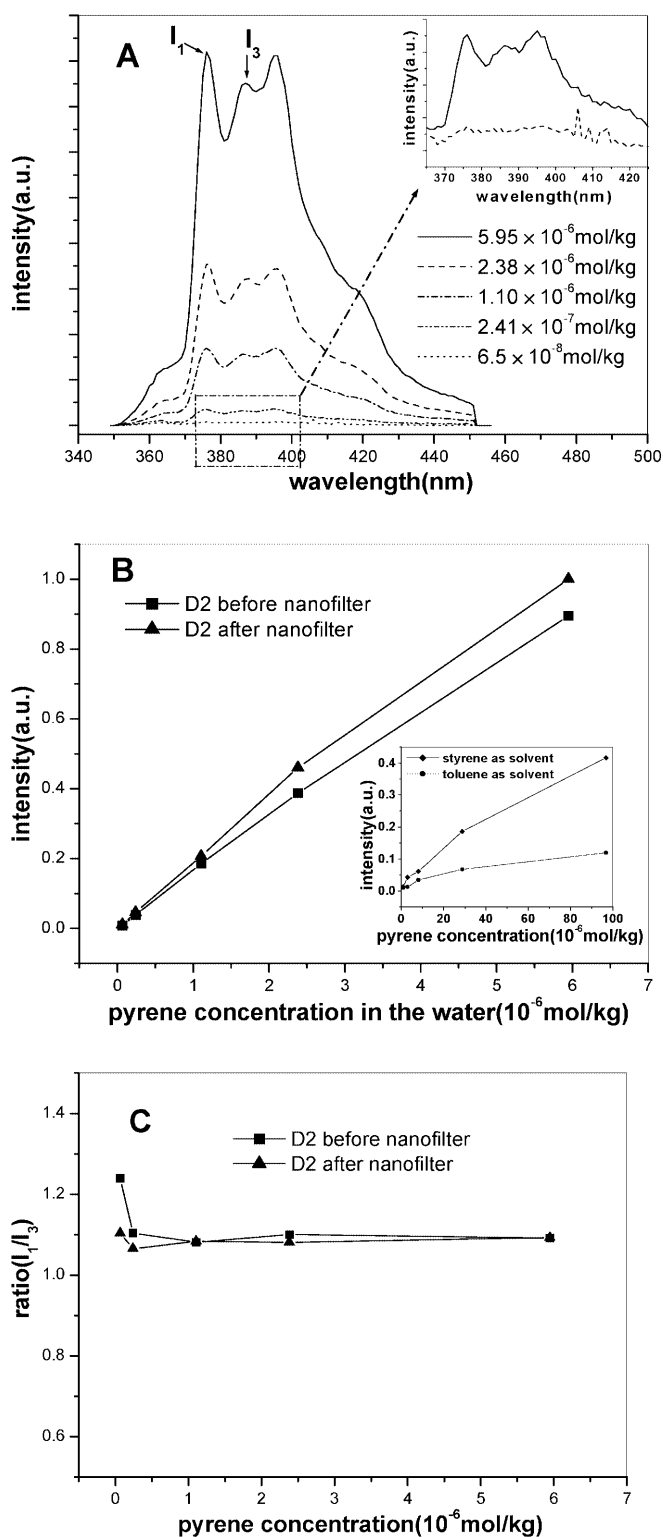 A
I₁
I₃
intensity(a.u.)
340 360 380 400 420 440 460 480 500
wavelength(nm)
intensity(a.u.)
370 380 390 400 410 420
wavelength(nm)
5.95 × 10⁻⁶mol/kg
2.38 × 10⁻⁶mol/kg
1.10 × 10⁻⁶mol/kg
2.41 × 10⁻⁷mol/kg
6.5 × 10⁻⁸mol/kg
B
D2 before nanofilter
D2 after nanofilter
intensity(a.u.)
1.0
0.8
0.6
0.4
0.2
0.0
0 1 2 3 4 5 6 7
pyrene concentration in the water(10⁻⁶mol/kg)
styrene as solvent
toluene as solvent
intensity(a.u.)
0.4
0.3
0.2
0.1
0.0
0 20 40 60 80 100
pyrene concentration(10⁻⁶mol/kg)
C
D2 before nanofilter
D2 after nanofilter
ratio(I₁/I₃)
1.4
1.2
1.0
0.8
0.6
0 1 2 3 4 5 6 7
pyrene concentration(10⁻⁶mol/kg)